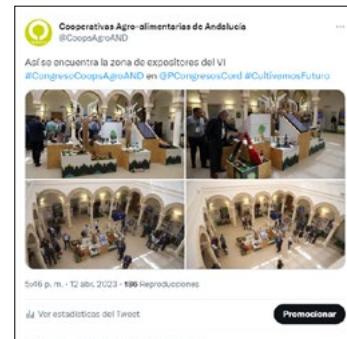 Cooperativas Agro-alimentarias de Andalucía
@CoopsAgroAND
Así se encuentra la zona de expositores del VI
#CongresoCoopsAgroAND en @PCongresosCord #CultivemosFuturo
5:46 p. m. · 12 abr. 2023 · 186 Reproducciones
Ver estadísticas del Tweet
Promocionar